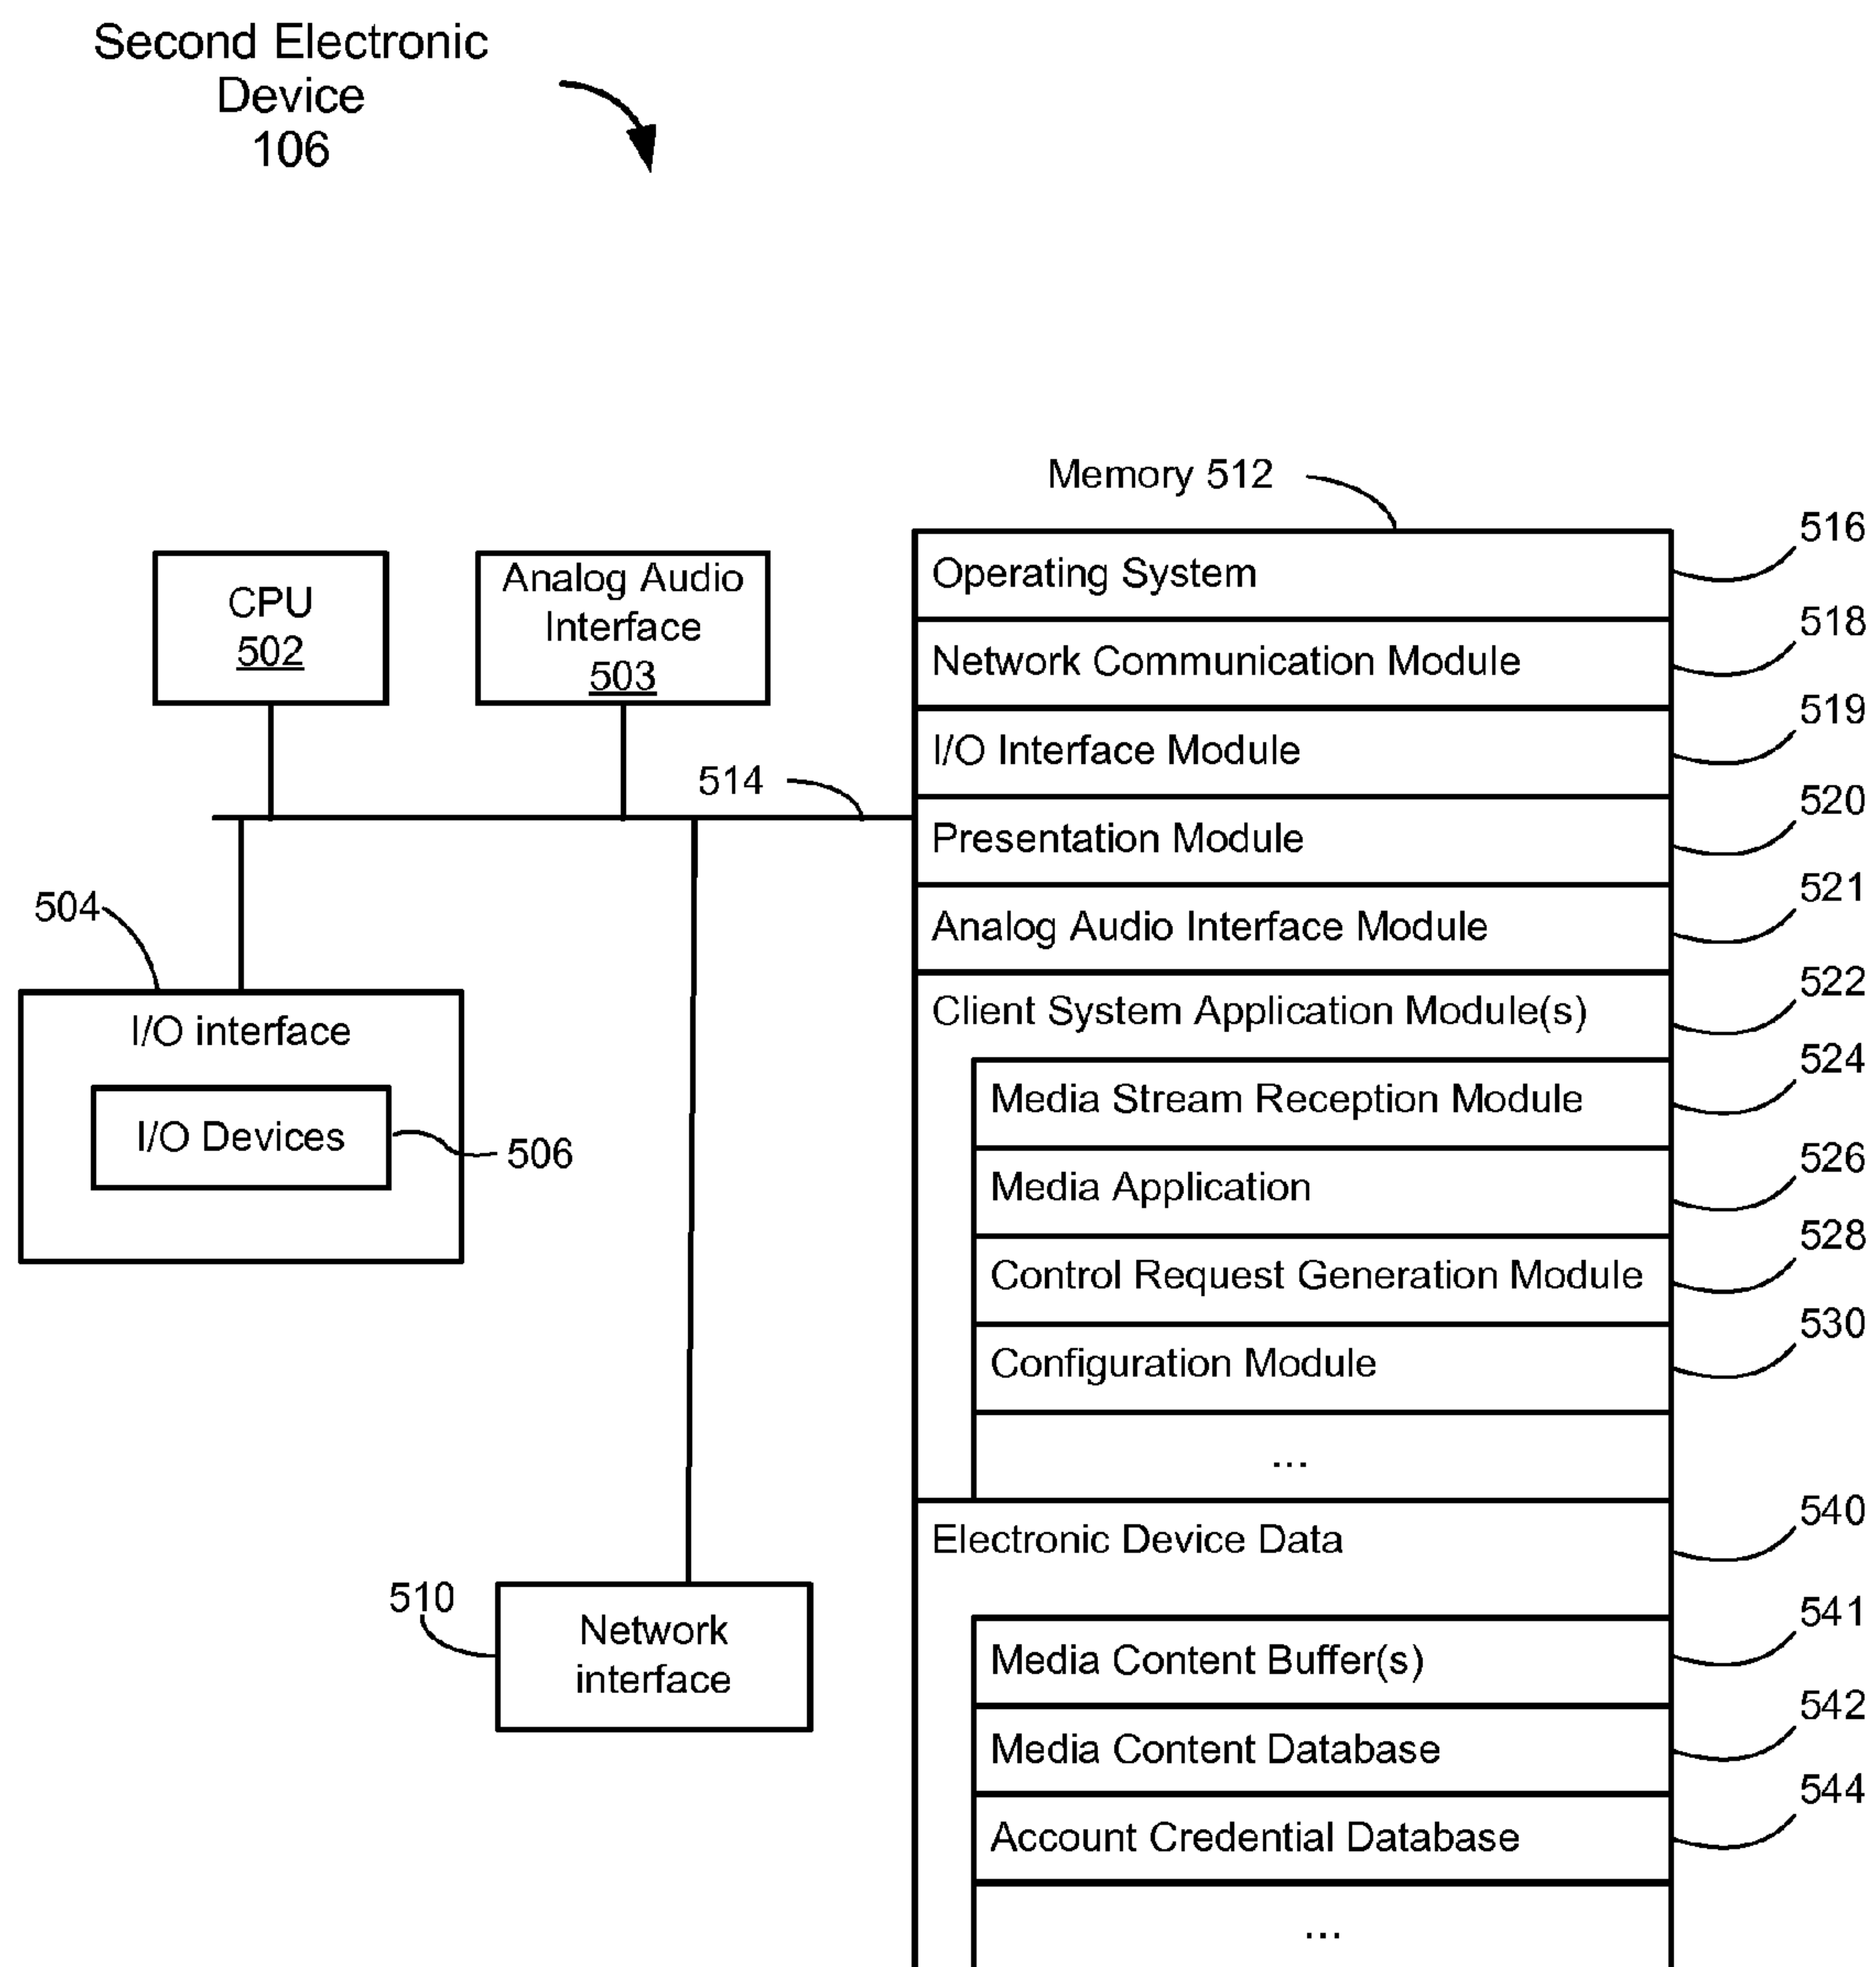 Second Electronic
Device
106
Memory 512
CPU
502
Analog Audio
Interface
503
514
504
I/O interface
I/O Devices
506
510
Network
interface
Operating System
516
Network Communication Module
518
I/O Interface Module
519
Presentation Module
520
Analog Audio Interface Module
521
Client System Application Module(s)
522
Media Stream Reception Module
524
Media Application
526
Control Request Generation Module
528
Configuration Module
530
...
Electronic Device Data
540
Media Content Buffer(s)
541
Media Content Database
542
Account Credential Database
544
...